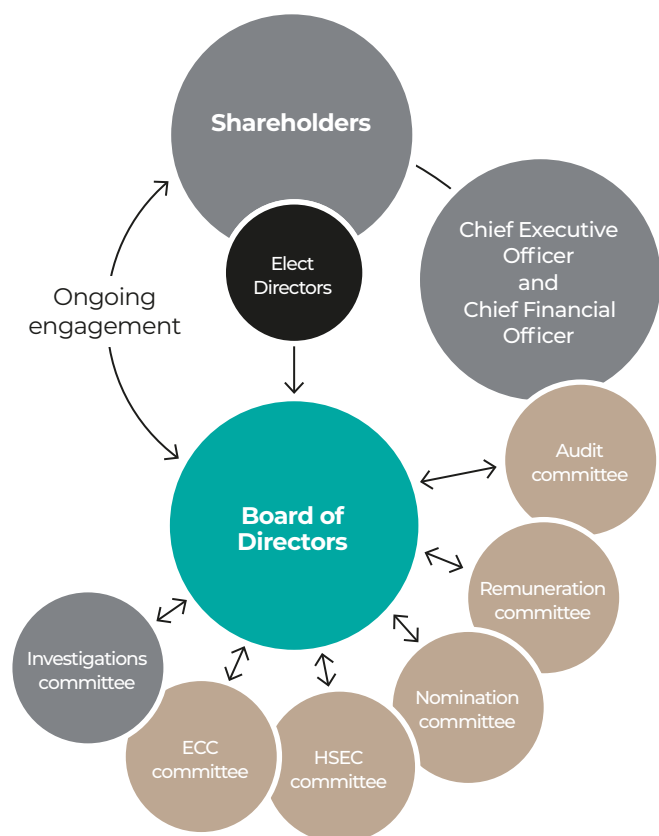 Shareholders
Elect
Directors
Chief Executive
Officer
and
Chief Financial
Officer
Ongoing
engagement
Audit
committee
Board of
Directors
Remuneration
committee
Investigations
committee
Nomination
committee
ECC
committee
HSEC
committee